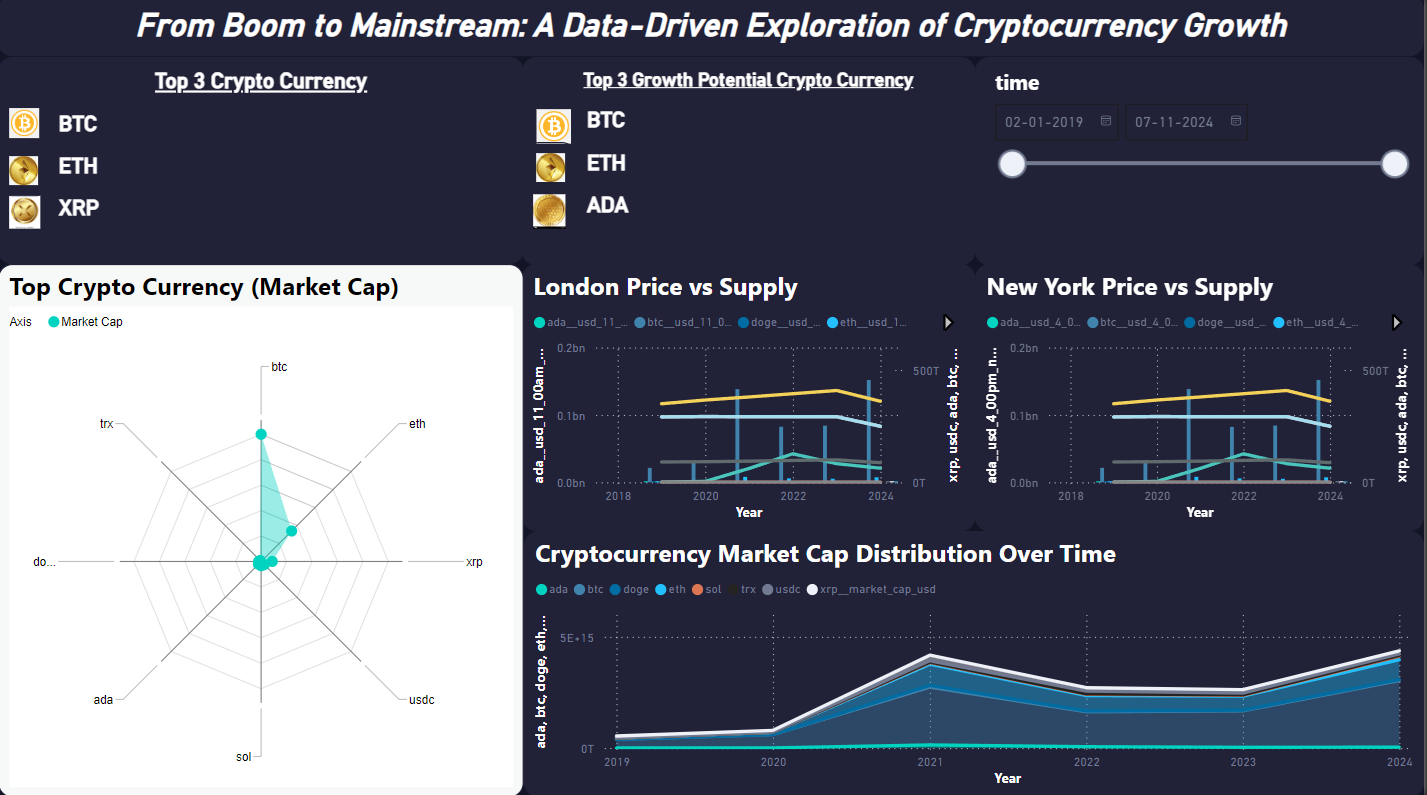 From Boom to Mainstream: A Data-Driven Exploration of Cryptocurrency Growth
Top 3 Crypto Currency
BTC
ETH
XRP
Top 3 Growth Potential Crypto Currency
BTC
ETH
ADA
time
02-01-2019
07-11-2024
Top Crypto Currency (Market Cap)
Axis Market Cap
btc
eth
xrp
usdc
sol
ada
do...
trx
London Price vs Supply
ada__usd_11_... btc__usd_11_0... doge__usd_... eth__usd_1...
ada__usd_11_00am_...
0.2bn
0.1bn
0.0bn
500T
0T
xrp, usdc, ada, btc, ...
2018 2020 2022 2024
Year
New York Price vs Supply
ada__usd_4_0... btc__usd_4_0... doge__usd_... eth__usd_4_...
ada__usd_4_00pm_n...
0.2bn
0.1bn
0.0bn
500T
0T
xrp, usdc, ada, btc, ...
2018 2020 2022 2024
Year
Cryptocurrency Market Cap Distribution Over Time
ada btc doge eth sol trx usdc xrp__market_cap_usd
ada, btc, doge, eth,...
5E+15
0T
2019 2020 2021 2022 2023 2024
Year